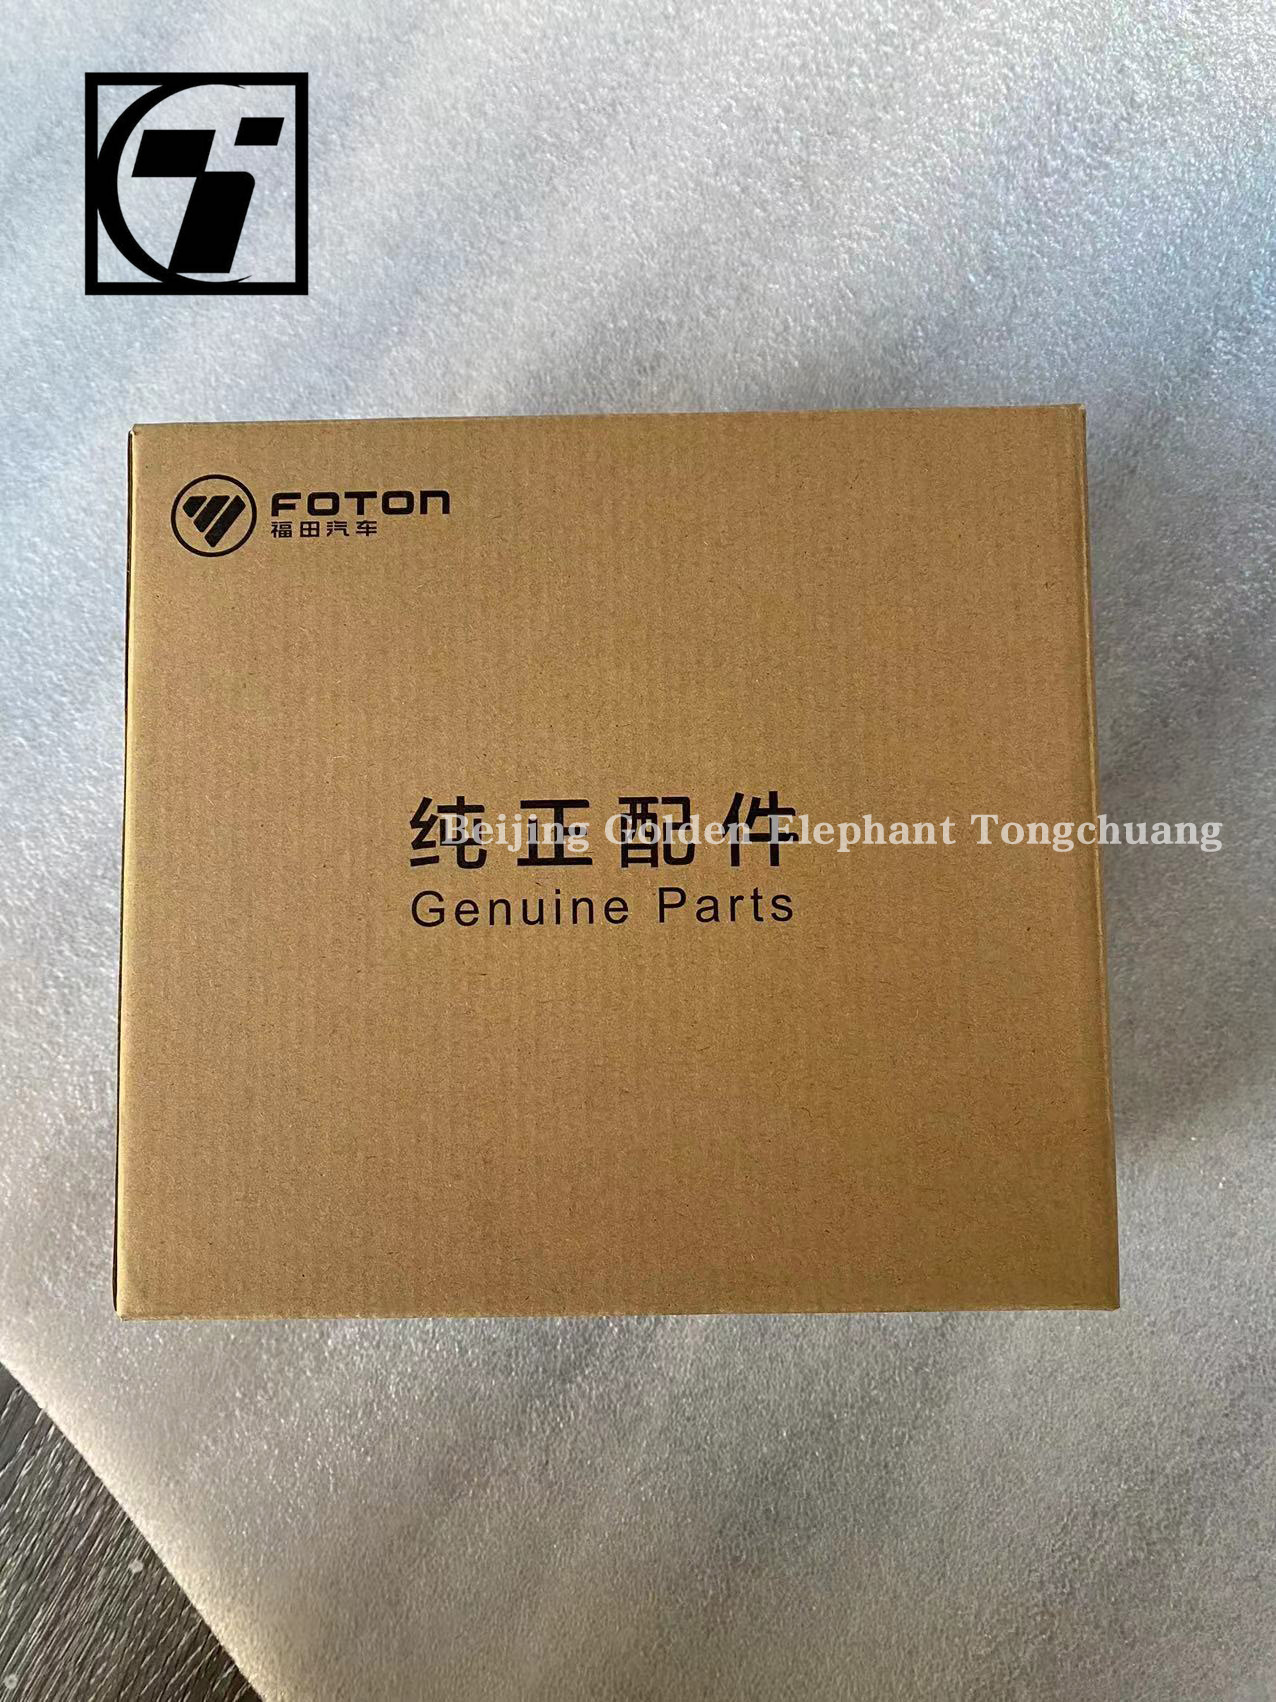 FOTON
福田汽车
纯正配件
Beijing Golden Elephant Tongchuang
Genuine Parts